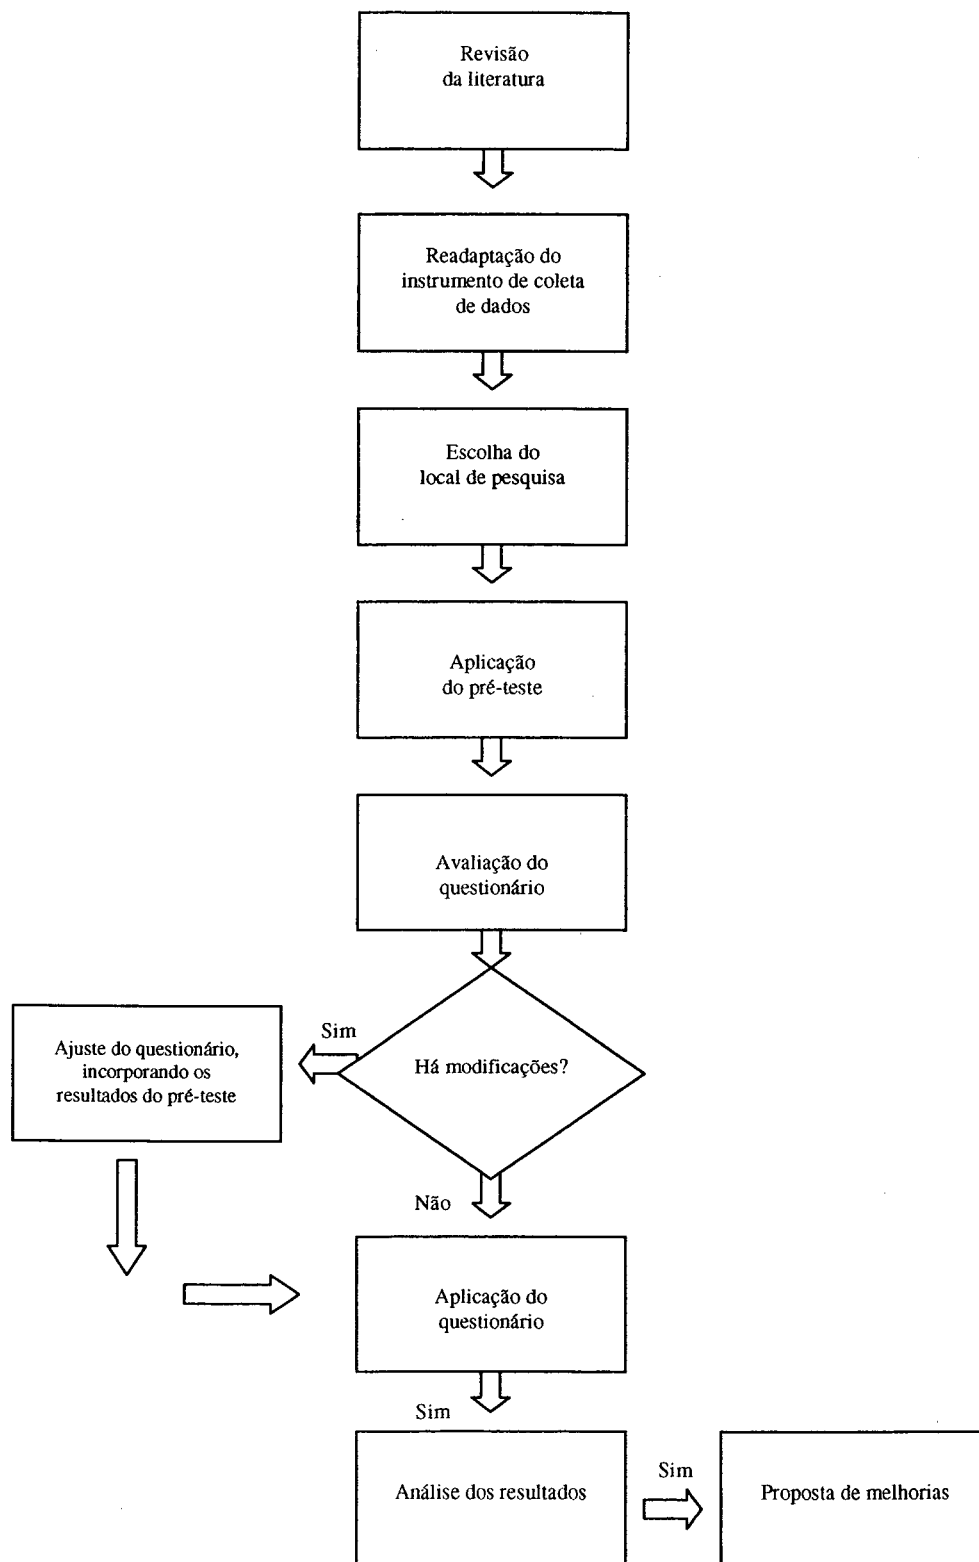 Revisão
da literatura
Readaptação do
instrumento de coleta
de dados
Escolha do
local de pesquisa
Aplicação
do pré-teste
Avaliação do
questionário
Há modificações?
Sim
Ajuste do questionário,
incorporando os
resultados do pré-teste
Não
Aplicação do
questionário
Sim
Análise dos resultados
Sim
Proposta de melhorias